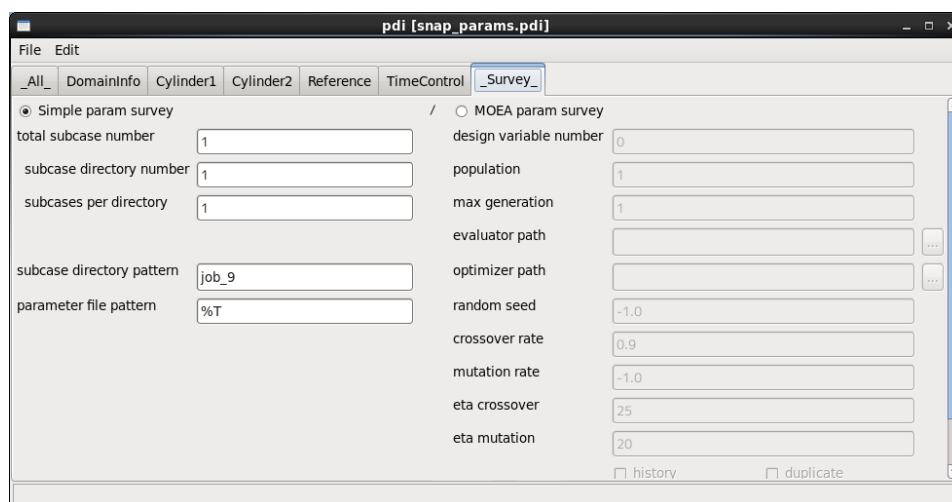 pdi [snap_params.pdi]
File Edit
_All_ DomainInfo Cylinder1 Cylinder2 Reference TimeControl _Survey_
Simple param survey / MOEA param survey
total subcase number 1 design variable number 0
subcase directory number 1 population 1
subcases per directory 1 max generation 1
evaluator path ...
subcase directory pattern job_9 optimizer path ...
parameter file pattern %T random seed -1.0
crossover rate 0.9
mutation rate -1.0
eta crossover 25
eta mutation 20
history duplicate